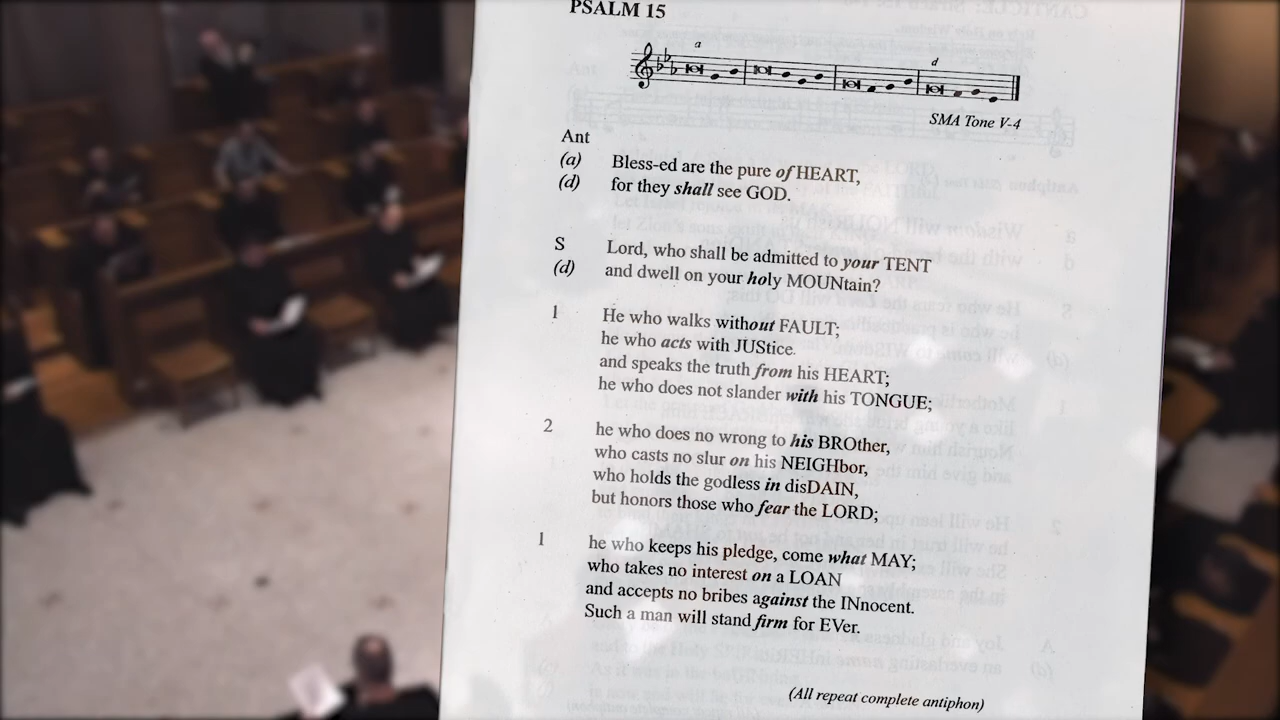 PSALM 15
a
d
SMA Tone V-4
Ant
(a) Bless-ed are the pure of HEART,
(d) for they shall see GOD.
S Lord, who shall be admitted to your TENT
(d) and dwell on your holy MOUNtain?
1 He who walks without FAULT;
he who acts with JUStice.
and speaks the truth from his HEART;
he who does not slander with his TONGUE;
2 he who does no wrong to his BROther,
who casts no slur on his NEIGHbor,
who holds the godless in disDAIN,
but honors those who fear the LORD;
1 he who keeps his pledge, come what MAY;
who takes no interest on a LOAN
and accepts no bribes against the INnocent.
Such a man will stand firm for EVer.
(All repeat complete antiphon)